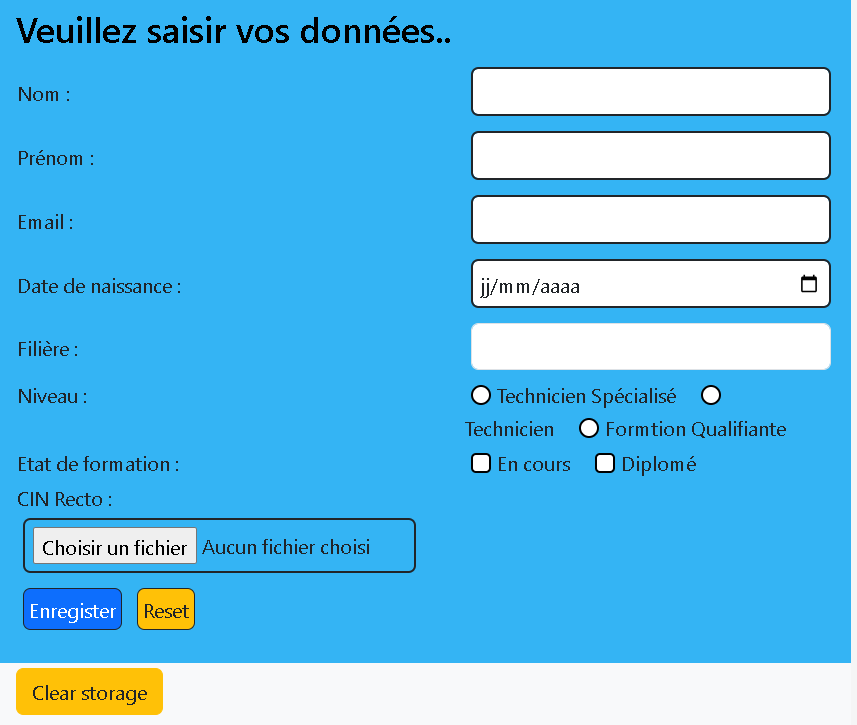 Veuillez saisir vos données..
Nom :
Prénom :
Email :
Date de naissance :
jj/mm/aaaa
Filière :
Niveau :
Technicien Spécialisé
Technicien Formtion Qualifiante
Etat de formation :
En cours Diplomé
CIN Recto :
Choisir un fichier Aucun fichier choisi
Enregister Reset
Clear storage